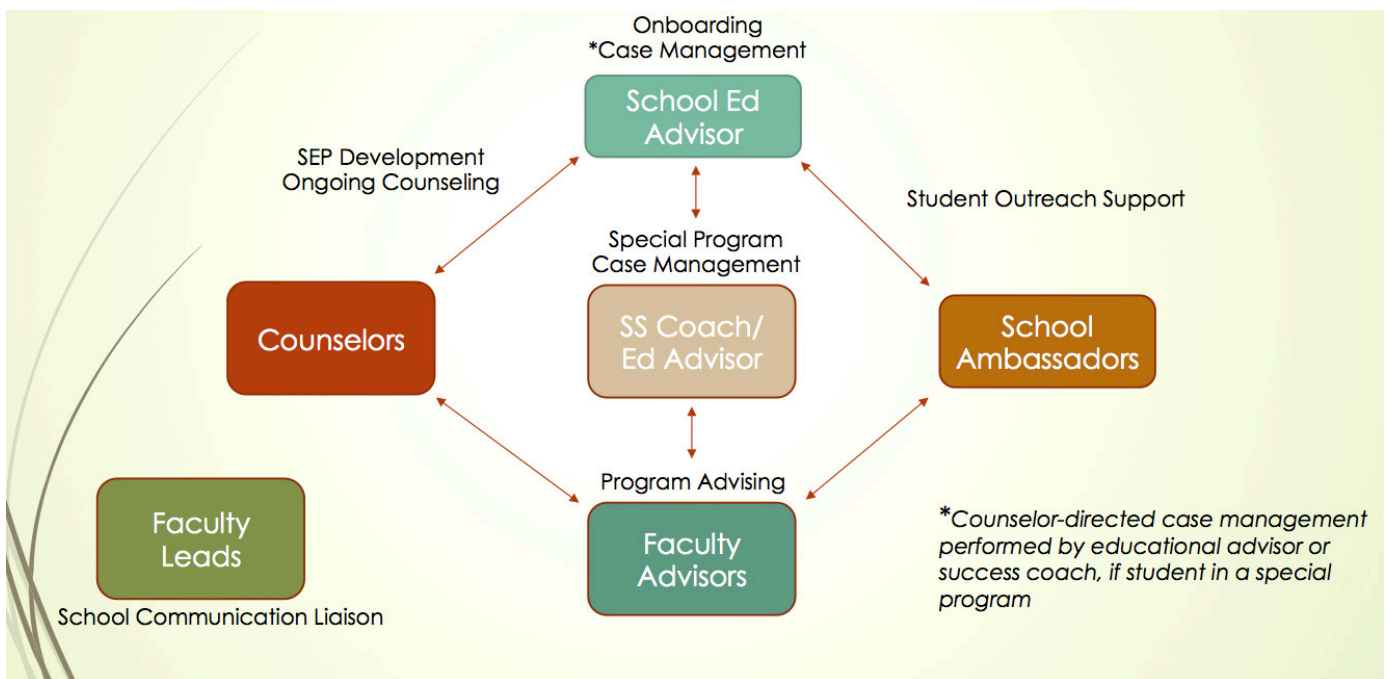 Onboarding
*Case Management
School Ed
Advisor
SEP Development
Ongoing Counseling
Student Outreach Support
Special Program
Case Management
Counselors
SS Coach/
Ed Advisor
School
Ambassadors
Program Advising
Faculty
Leads
School Communication Liaison
Faculty
Advisors
*Counselor-directed case management
performed by educational advisor or
success coach, if student in a special
program